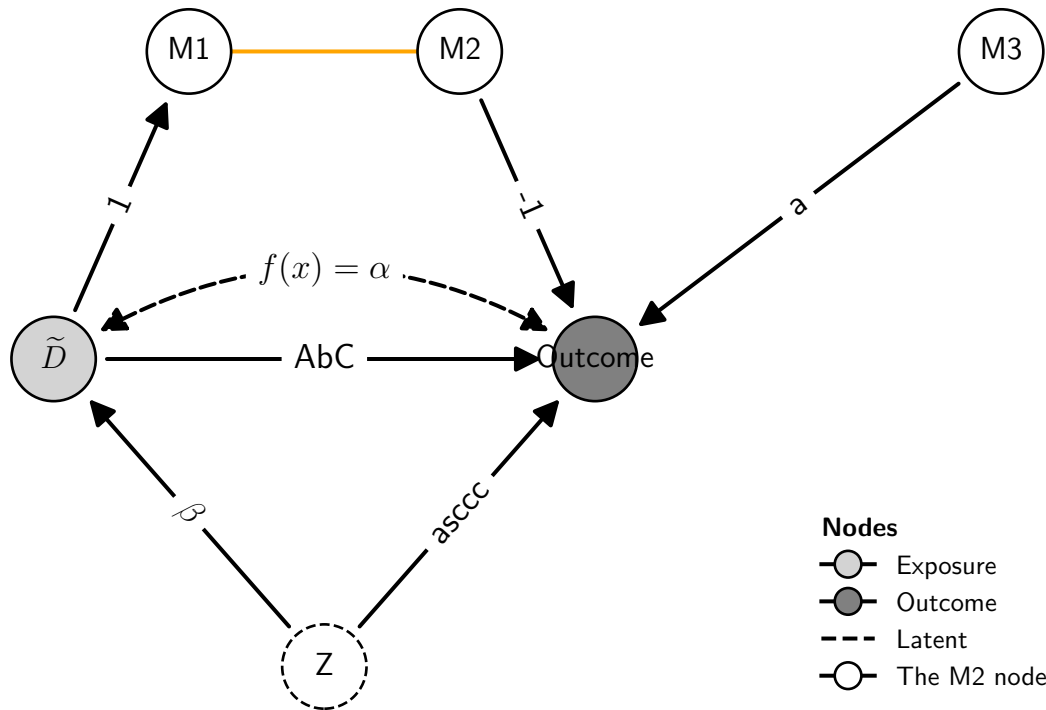 M1
M2
M3
1
-1
a
f(x) = α
D̃
AbC
Outcome
β
asccc
Z
Nodes
Exposure
Outcome
Latent
The M2 node